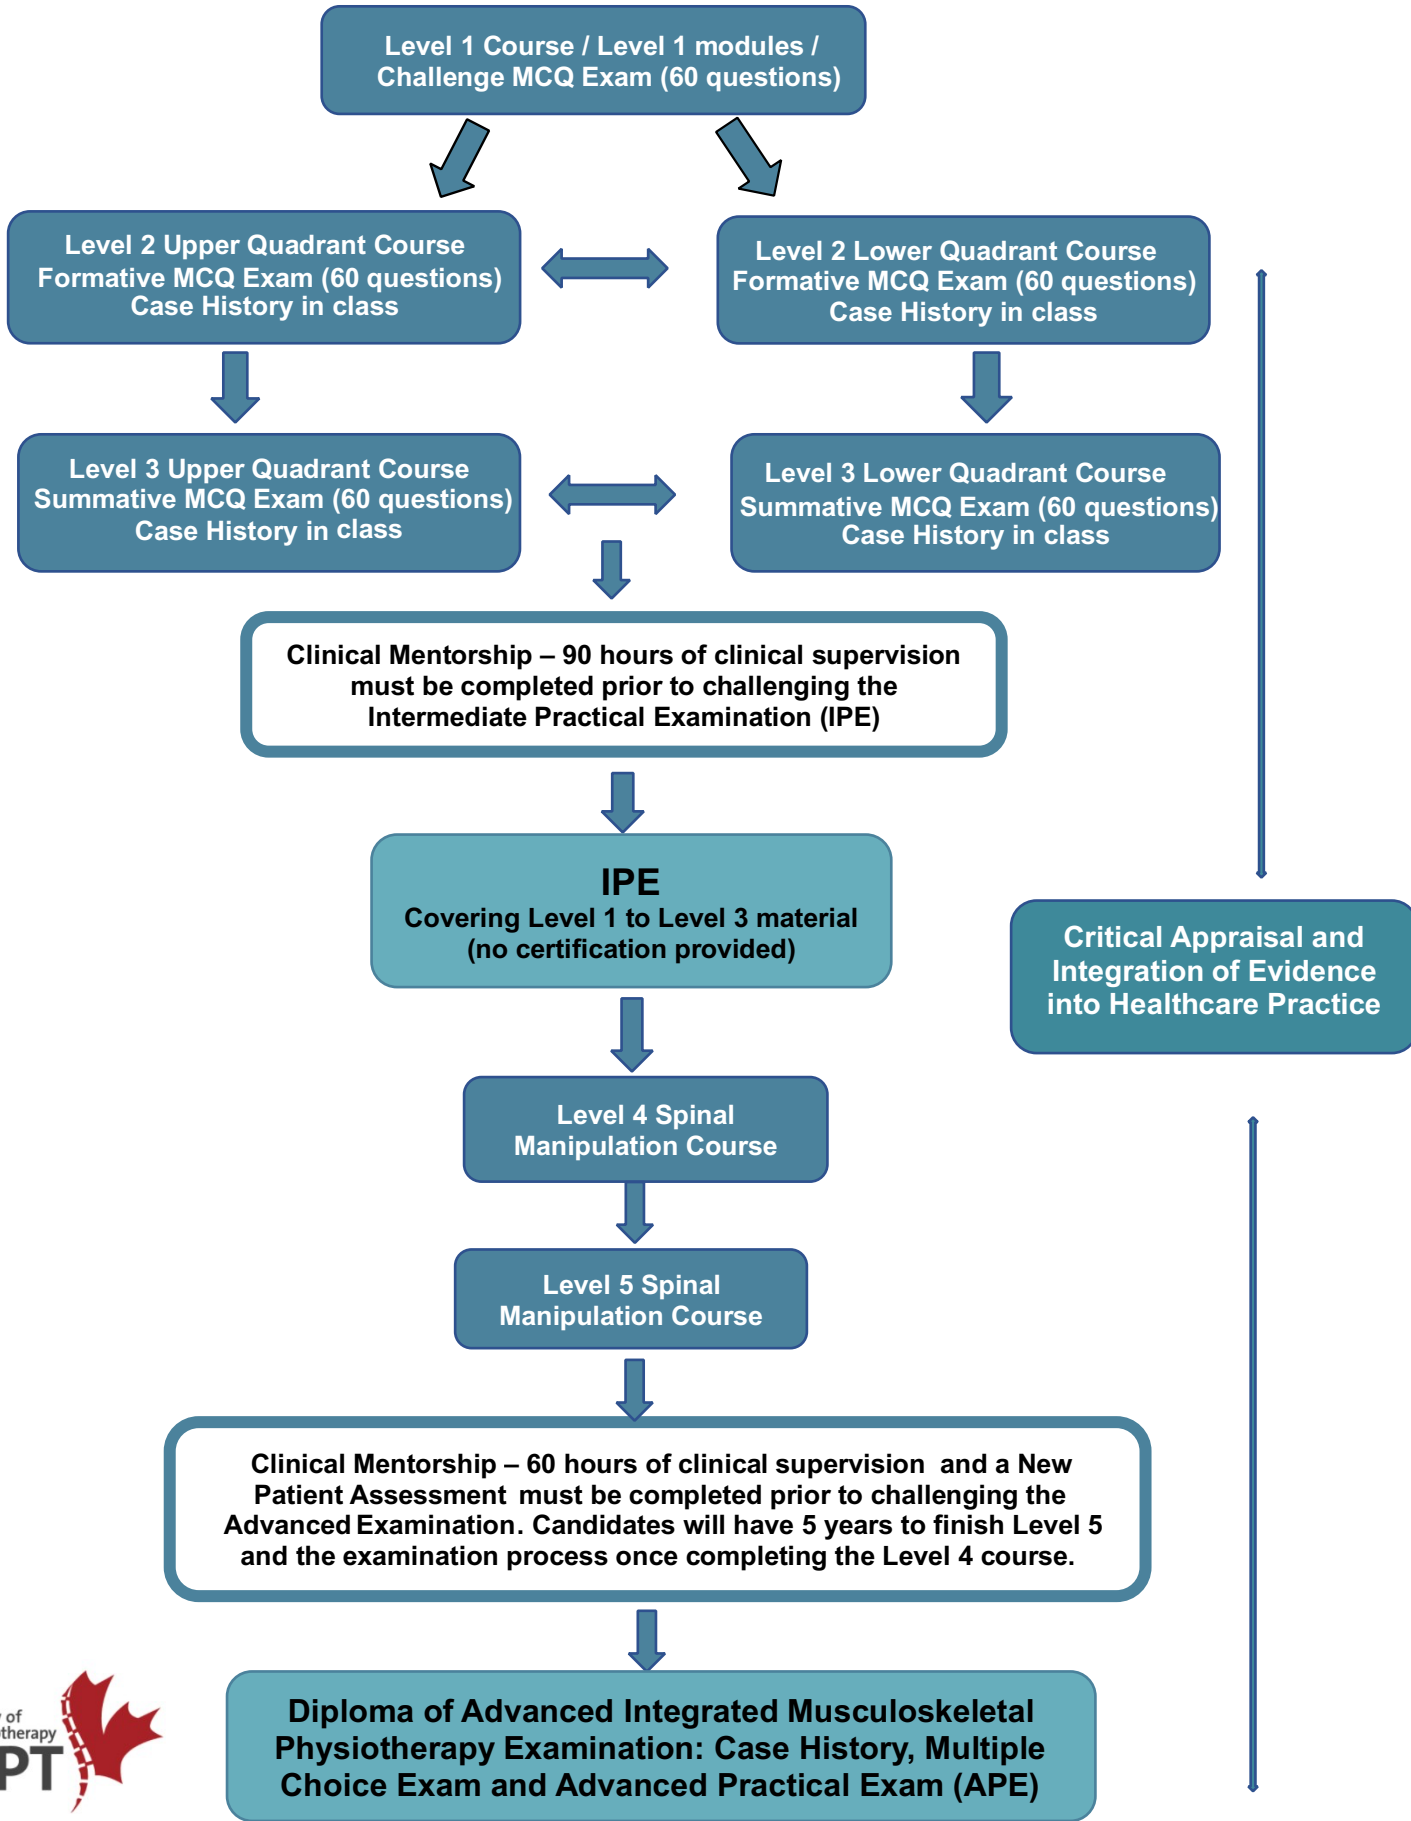 Level 1 Course / Level 1 modules /
Challenge MCQ Exam (60 questions)
Level 2 Upper Quadrant Course
Formative MCQ Exam (60 questions)
Case History in class
Level 2 Lower Quadrant Course
Formative MCQ Exam (60 questions)
Case History in class
Level 3 Upper Quadrant Course
Summative MCQ Exam (60 questions)
Case History in class
Level 3 Lower Quadrant Course
Summative MCQ Exam (60 questions)
Case History in class
Clinical Mentorship – 90 hours of clinical supervision
must be completed prior to challenging the
Intermediate Practical Examination (IPE)
IPE
Covering Level 1 to Level 3 material
(no certification provided)
Critical Appraisal and
Integration of Evidence
into Healthcare Practice
Level 4 Spinal
Manipulation Course
Level 5 Spinal
Manipulation Course
Clinical Mentorship – 60 hours of clinical supervision and a New
Patient Assessment must be completed prior to challenging the
Advanced Examination. Candidates will have 5 years to finish Level 5
and the examination process once completing the Level 4 course.
Diploma of Advanced Integrated Musculoskeletal
Physiotherapy Examination: Case History, Multiple
Choice Exam and Advanced Practical Exam (APE)
of
therapy
PT